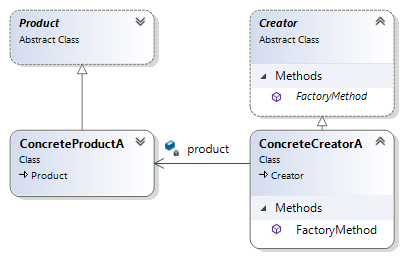 Product
Abstract Class
Creator
Abstract Class
Methods
FactoryMethod
ConcreteProductA
Class
Product
product
ConcreteCreatorA
Class
Creator
Methods
FactoryMethod